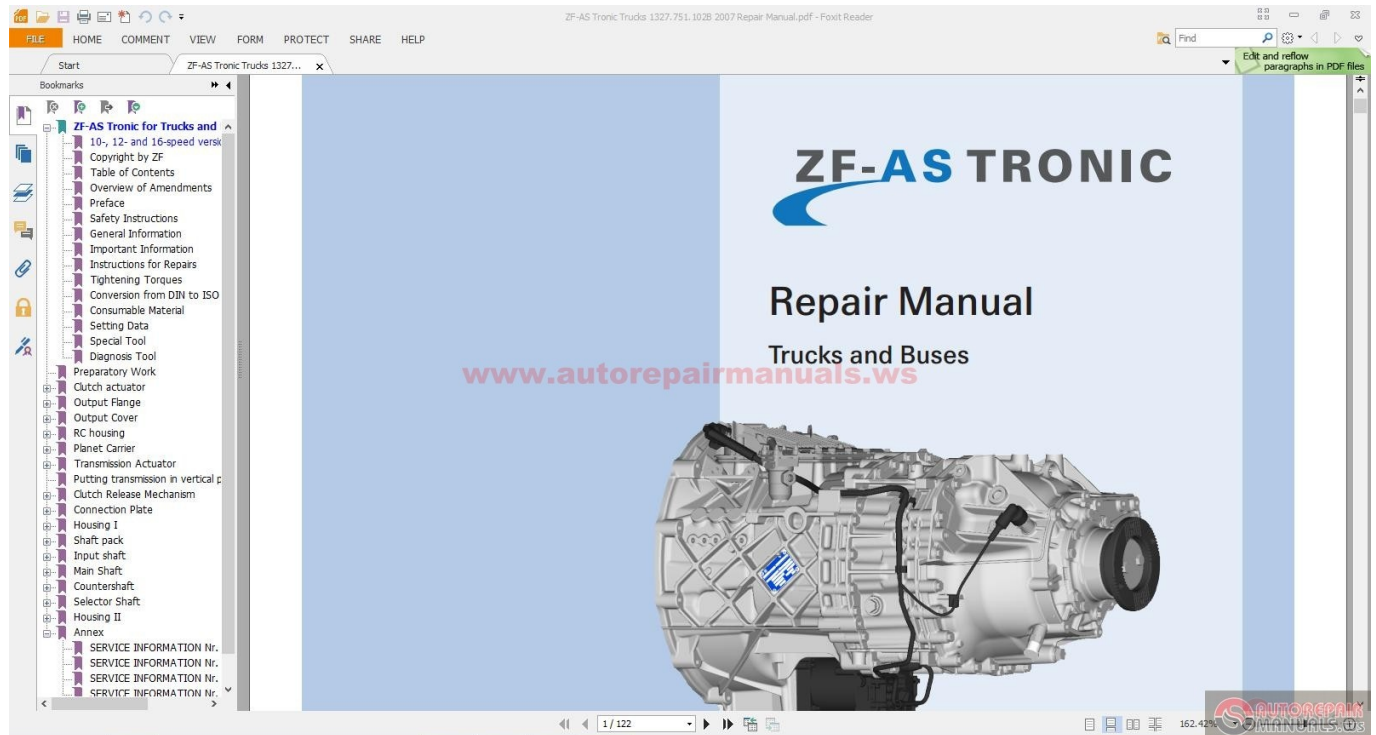 ZF-AS Tronic Trucks 1327.751.102B 2007 Repair Manual.pdf - Foxit Reader
FILE HOME COMMENT VIEW FORM PROTECT SHARE HELP
Find
Start
ZF-AS Tronic Trucks 1327...
Edit and reflow
paragraphs in PDF files
Bookmarks
ZF-AS Tronic for Trucks and
10-, 12- and 16-speed versic
Copyright by ZF
Table of Contents
Overview of Amendments
Preface
Safety Instructions
General Information
Important Information
Instructions for Repairs
Tightening Torques
Conversion from DIN to ISO
Consumable Material
Setting Data
Special Tool
Diagnosis Tool
Preparatory Work
Clutch actuator
Output Flange
Output Cover
RC housing
Planet Carrier
Transmission Actuator
Putting transmission in vertical p
Clutch Release Mechanism
Connection Plate
Housing I
Shaft pack
Input shaft
Main Shaft
Countershaft
Selector Shaft
Housing II
Annex
SERVICE INFORMATION Nr.
SERVICE INFORMATION Nr.
SERVICE INFORMATION Nr.
SERVICE INFORMATION Nr.
ZF-AS TRONIC
Repair Manual
Trucks and Buses
www.autorepairmanuals.ws
1 / 122
162.42%
AUTOREPAIR
MANUALS.WS